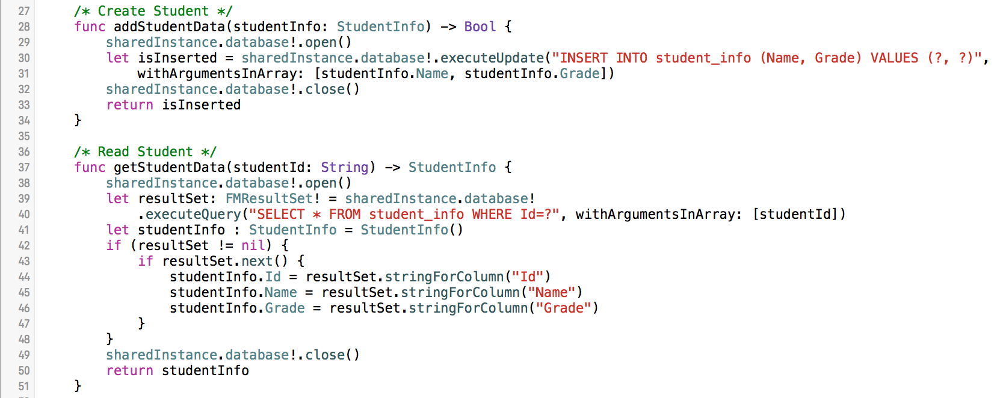 27 /* Create Student */
28 func addStudentData(studentInfo: StudentInfo) -> Bool {
29 sharedInstance.database!.open()
30 let isInserted = sharedInstance.database!.executeUpdate("INSERT INTO student_info (Name, Grade) VALUES (?, ?)",
31 withArgumentsInArray: [studentInfo.Name, studentInfo.Grade])
32 sharedInstance.database!.close()
33 return isInserted
34 }
35
36 /* Read Student */
37 func getStudentData(studentId: String) -> StudentInfo {
38 sharedInstance.database!.open()
39 let resultSet: FMResultSet! = sharedInstance.database!
40 .executeQuery("SELECT * FROM student_info WHERE Id=?", withArgumentsInArray: [studentId])
41 let studentInfo : StudentInfo = StudentInfo()
42 if (resultSet != nil) {
43 if resultSet.next() {
44 studentInfo.Id = resultSet.stringForColumn("Id")
45 studentInfo.Name = resultSet.stringForColumn("Name")
46 studentInfo.Grade = resultSet.stringForColumn("Grade")
47 }
48 }
49 sharedInstance.database!.close()
50 return studentInfo
51 }